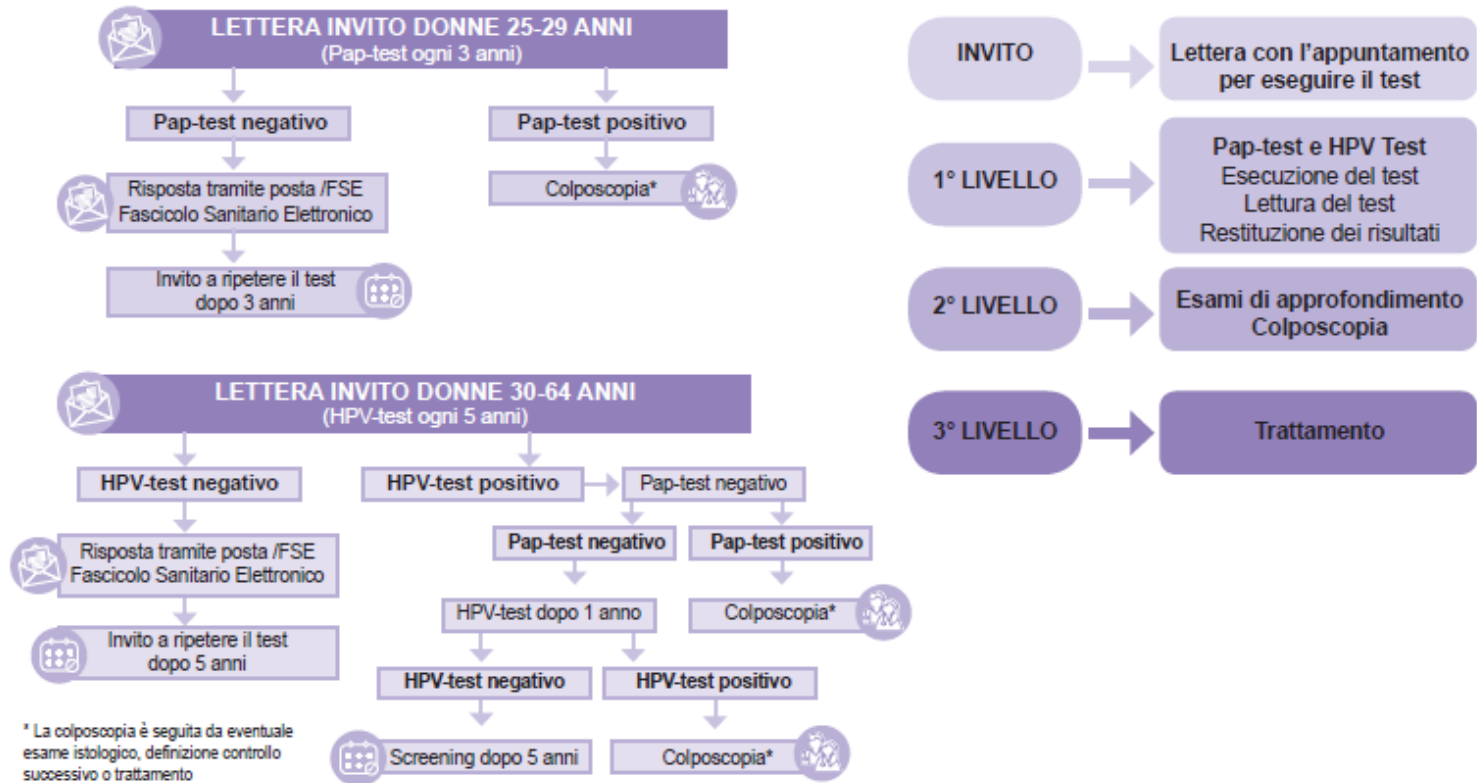 LETTERA INVITO DONNE 25-29 ANNI
(Pap-test ogni 3 anni)
Pap-test negativo
Pap-test positivo
Risposta tramite posta /FSE
Fascicolo Sanitario Elettronico
Colposcopia*
Invito a ripetere il test
dopo 3 anni
LETTERA INVITO DONNE 30-64 ANNI
(HPV-test ogni 5 anni)
HPV-test negativo
HPV-test positivo
Pap-test negativo
Risposta tramite posta /FSE
Fascicolo Sanitario Elettronico
Pap-test negativo
Pap-test positivo
Invito a ripetere il test
dopo 5 anni
HPV-test dopo 1 anno
Colposcopia*
HPV-test negativo
HPV-test positivo
Screening dopo 5 anni
Colposcopia*
* La colposcopia è seguita da eventuale
esame istologico, definizione controllo
successivo o trattamento
INVITO
Lettera con l'appuntamento
per eseguire il test
1° LIVELLO
Pap-test e HPV Test
Esecuzione del test
Lettura del test
Restituzione dei risultati
2° LIVELLO
Esami di approfondimento
Colposcopia
3° LIVELLO
Trattamento